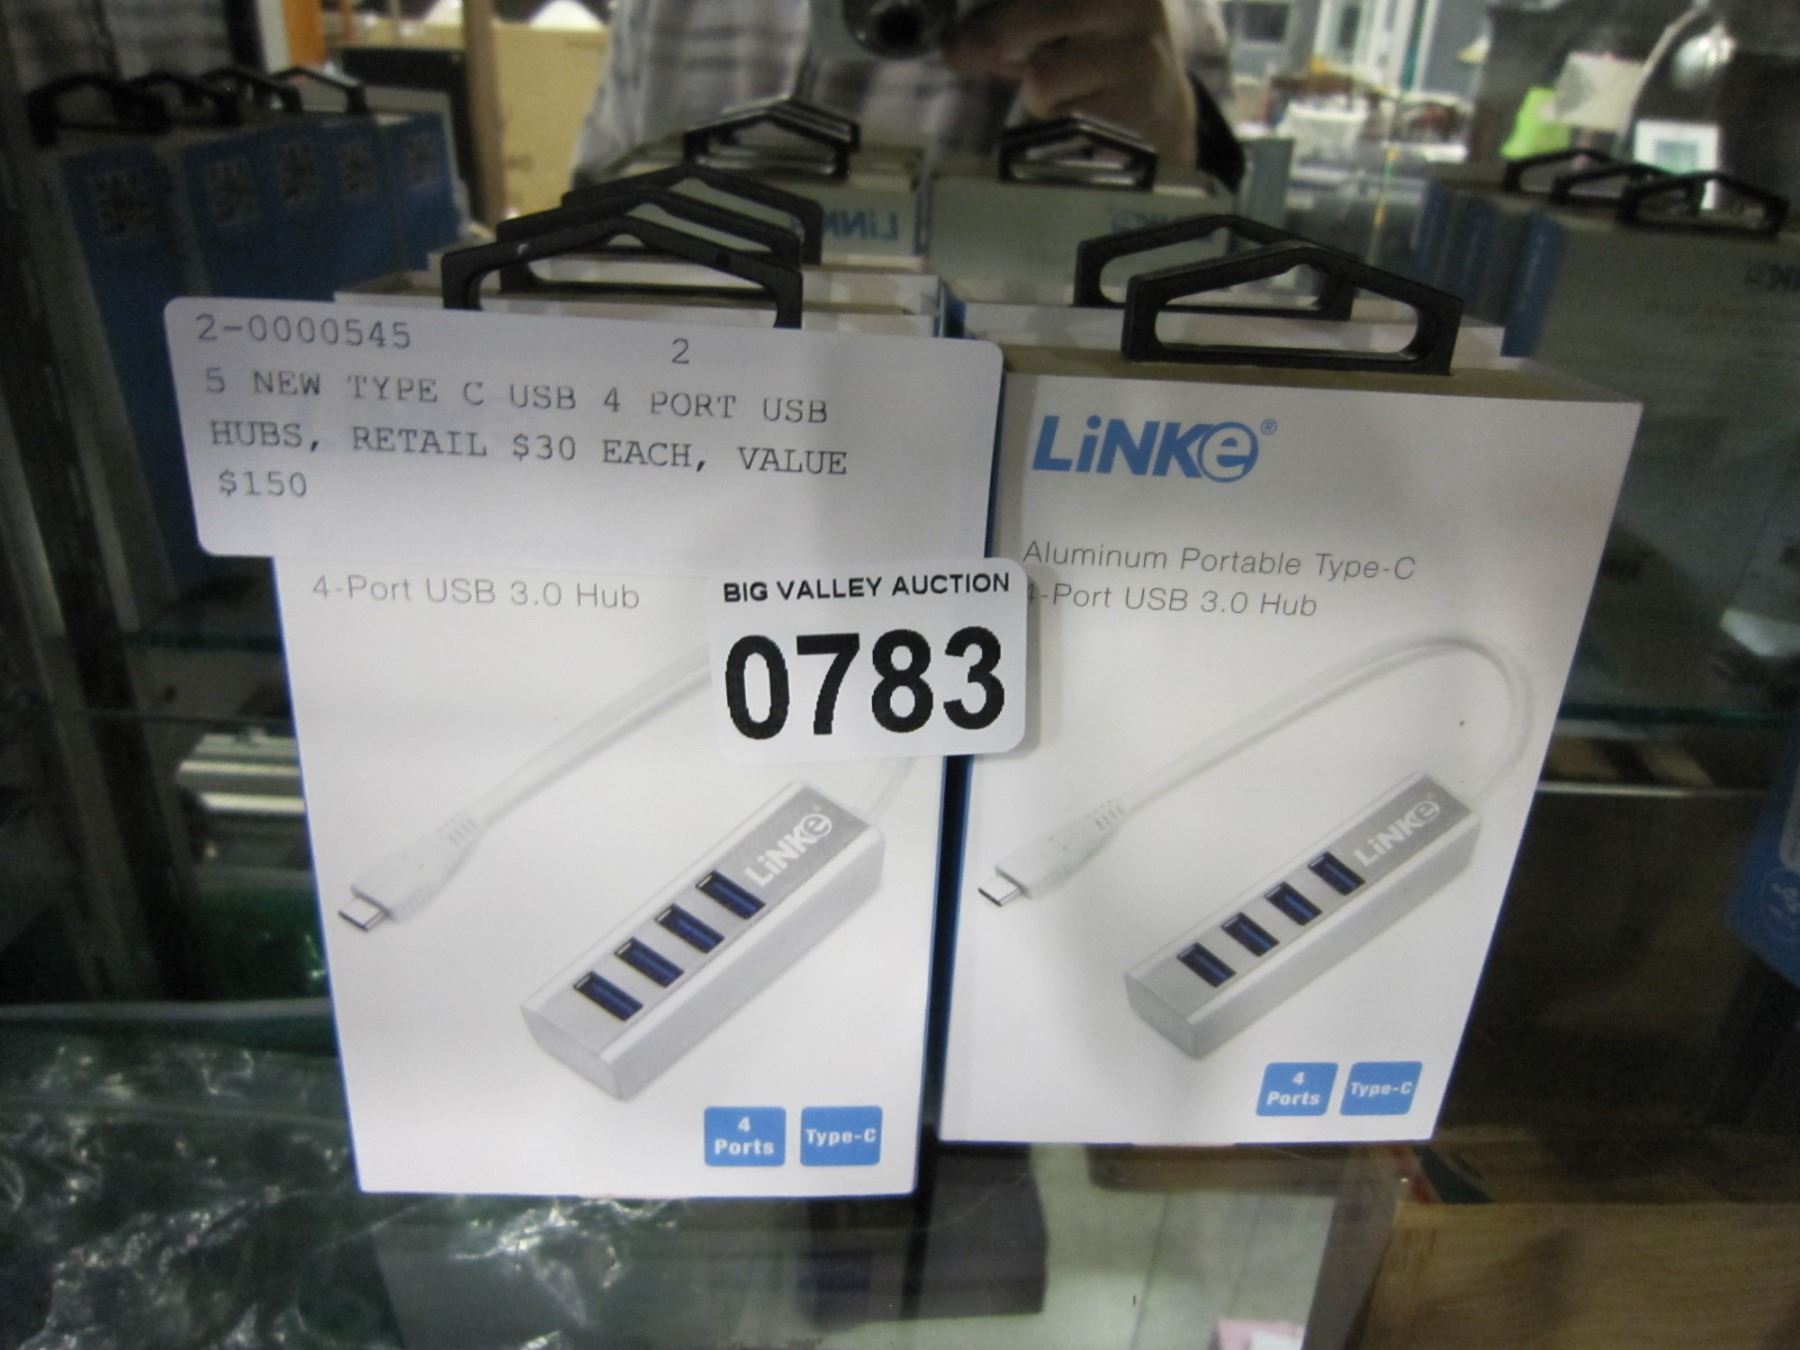 2-0000545 2
5 NEW TYPE C USB 4 PORT USB
HUBS, RETAIL $30 EACH, VALUE
$150
4-Port USB 3.0 Hub
BIG VALLEY AUCTION
0783
LiNKe
4 Ports
Type-C
LiNKe®
Aluminum Portable Type-C
4-Port USB 3.0 Hub
LiNKe
4 Ports
Type-C